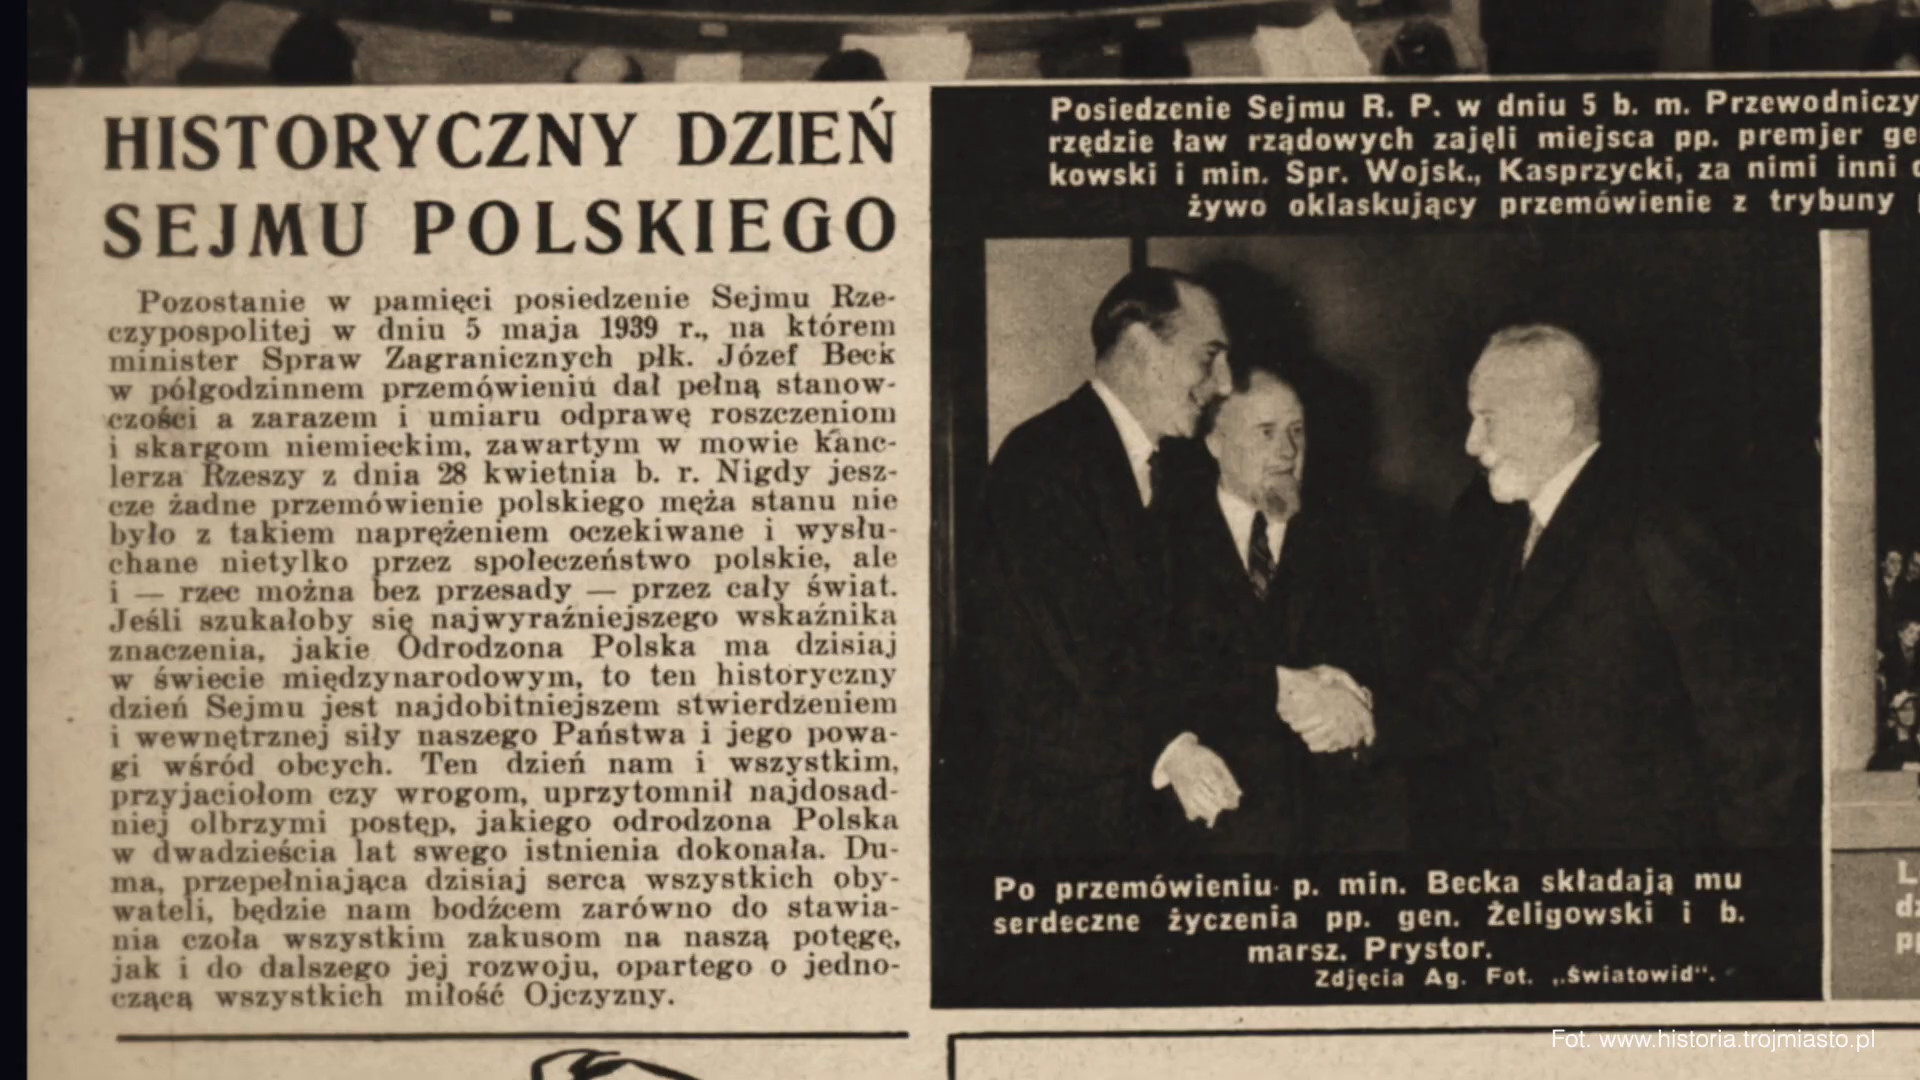 HISTORYCZNY DZIEŃ
SEJMU POLSKIEGO
Pozostanie w pamięci posiedzenie Sejmu Rze-
czypospolitej w dniu 5 maja 1939 r., na którem
minister Spraw Zagranicznych płk. Józef Beck
w półgodzinnem przemówieniu dał pełną stanow-
czości a zarazem i umiaru odprawę roszczeniom
i skargom niemieckim, zawartym w mowie kanc-
lerza Rzeszy z dnia 28 kwietnia b. r. Nigdy jesz-
cze żadne przemówienie polskiego męża stanu nie
było z takiem naprężeniem oczekiwane i wysłu-
chane nietylko przez społeczeństwo polskie, ale
i — rzec można bez przesady — przez cały świat.
Jeśli szukałoby się najwyraźniejszego wskaźnika
znaczenia, jakie Odrodzona Polska ma dzisiaj
w świecie międzynarodowym, to ten historyczny
dzień Sejmu jest najdobitniejszem stwierdzeniem
i wewnętrznej siły naszego Państwa i jego powa-
gi wśród obcych. Ten dzień nam i wszystkim,
przyjaciołom czy wrogom, uprzytomnił najdosad-
niej olbrzymi postęp, jakiego odrodzona Polska
w dwadzieścia lat swego istnienia dokonała. Du-
ma, przepełniająca dzisiaj serca wszystkich oby-
wateli, będzie nam bodźcem zarówno do stawia-
nia czoła wszystkim zakusom na naszą potęgę,
jak i do dalszego jej rozwoju, opartego o jedno-
czącą wszystkich miłość Ojczyzny.
Posiedzenie Sejmu R. P. w dniu 5 b. m. Przewodniczy
rzędzie ław rządowych zajęli miejsca pp. premjer ge
kowski i min. Spr. Wojsk., Kasprzycki, za nimi inni
żywo oklaskujący przemówienie z trybuny
Po przemówieniu p. min. Becka składają mu
serdeczne życzenia pp. gen. Żeligowski i b.
marsz. Prystor.
Zdjęcia Ag. Fot. „Światowid".
L
dz
pp
Fot. www.historia.trojmiasto.pl